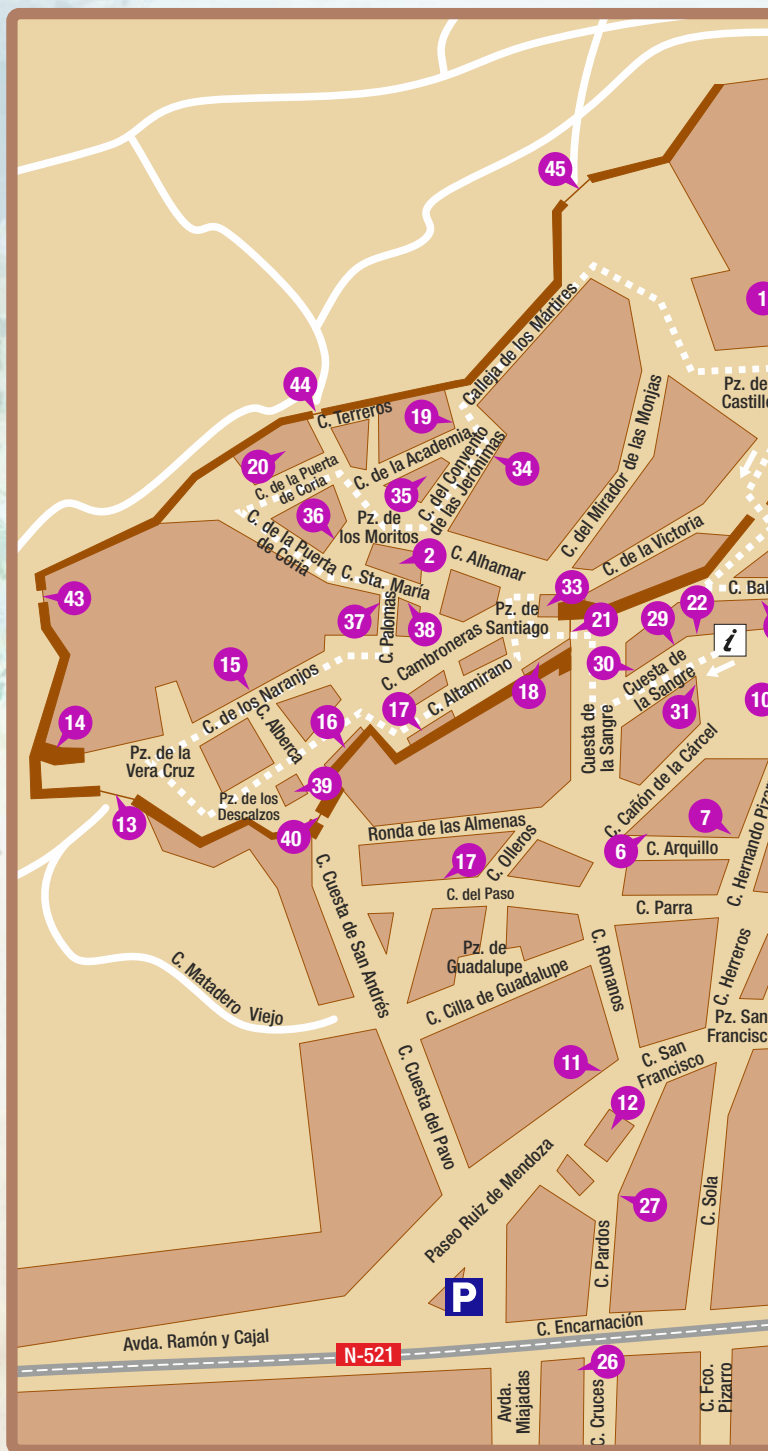 45
1
Calleja de los Mártires
Pz. de
Castill
44
C. Terreros
19
C. de la Academia
20
C. de la Puerta
de Coria
35
C. del Convento
de las Jerónimas
34
C. del Mirador de las Monjas
36
Pz. de
los Moritos
C. de la Puerta
de Coria
2
C. Alhamar
C. de la Victoria
C. Sta. María
43
33
C. Bal
22
37
C. Palomas
38
Pz. de
Santiago
21
29
i
C. Cambroneras
30
Cuesta de
la Sangre
15
C. de los Naranjos
C. Altamirano
18
17
31
10
14
C. Alberca
16
Cuesta de
la Sangre
Pz. de la
Vera Cruz
39
Pz. de los
Descalzos
C. Cañón de la Cárcel
7
C. Hernando Pizar
13
40
Ronda de las Almenas
17
C. Olleros
6
C. Arquillo
C. del Paso
C. Parra
C. Cuesta de San Andrés
Pz. de
Guadalupe
C. Romanos
C. Herreros
C. Matadero Viejo
C. Cilla de Guadalupe
Pz. San
Francisc
C. San
Francisco
11
C. Cuesta del Pavo
12
Paseo Ruiz de Mendoza
27
C. Sola
C. Pardos
P
C. Encarnación
Avda. Ramón y Cajal
N-521
26
Avda.
Miajadas
C. Cruces
C. Fco.
Pizarro